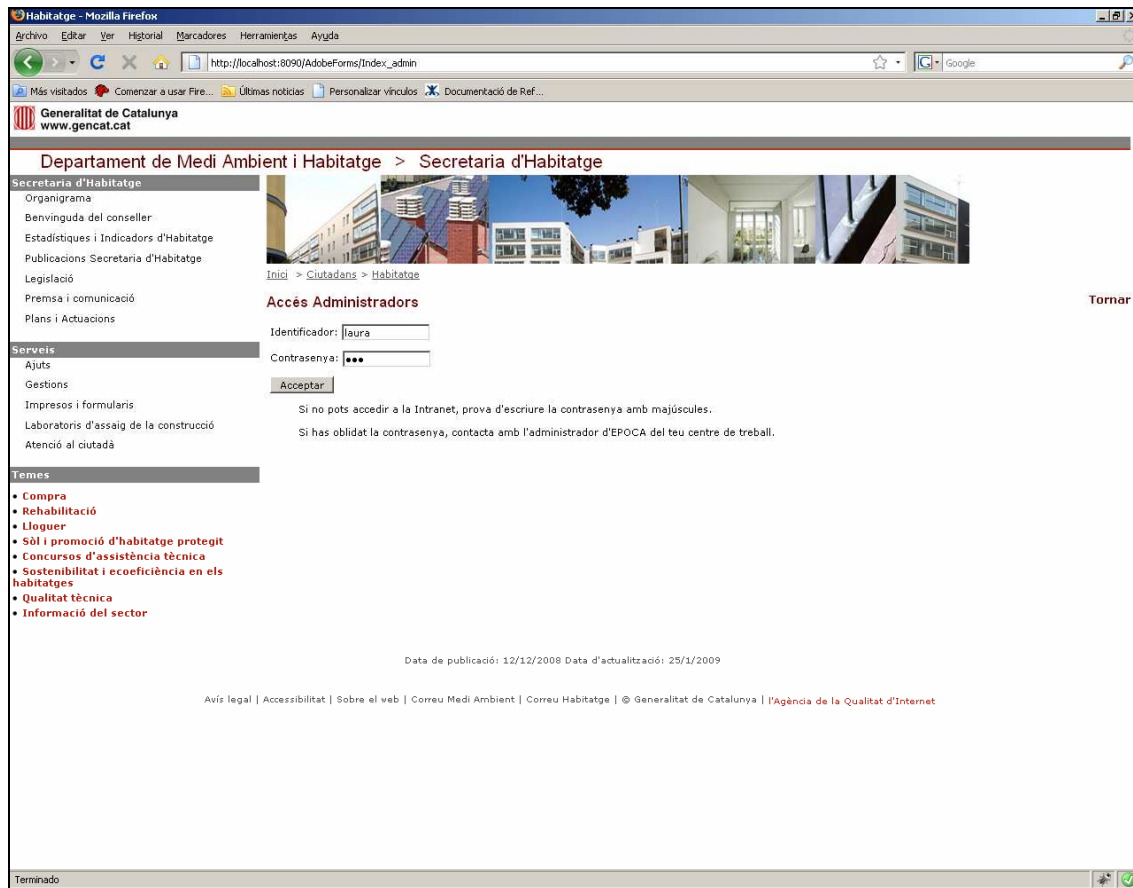 Habitatge - Mozilla Firefox
Archivo Editar Ver Historial Marcadores Herramientas Ayuda
http://localhost:8090/AdobeForms/Index_admin
Google
Más visitados Comenzar a usar Fire... Últimas noticias Personalizar vínculos Documentació de Ref...
Generalitat de Catalunya
www.gencat.cat
Departament de Medi Ambient i Habitatge > Secretaria d'Habitatge
Secretaria d'Habitatge
Organigrama
Benvinguda del conseller
Estadístiques i Indicadors d'Habitatge
Publicacions Secretaria d'Habitatge
Legislació
Premsa i comunicació
Plans i Actuacions
Serveis
Ajuts
Gestions
Impresos i formularis
Laboratoris d'assaig de la construcció
Atenció al ciutadà
Temes
• Compra
• Rehabilitació
• Lloguer
• Sòl i promoció d'habitatge protegit
• Concursos d'assistència tècnica
• Sostenibilitat i ecoeficiència en els
habitatges
• Qualitat tècnica
• Informació del sector
Inici > Ciutadans > Habitatge
Accés Administradors
Tornar
Identificador: laura
Contrasenya: •••
Acceptar
Si no pots accedir a la Intranet, prova d'escriure la contrasenya amb majúscules.
Si has oblidat la contrasenya, contacta amb l'administrador d'EPOCA del teu centre de treball.
Data de publicació: 12/12/2008 Data d'actualització: 25/1/2009
Avís legal | Accessibilitat | Sobre el web | Correu Medi Ambient | Correu Habitatge | © Generalitat de Catalunya | l'Agència de la Qualitat d'Internet
Terminado